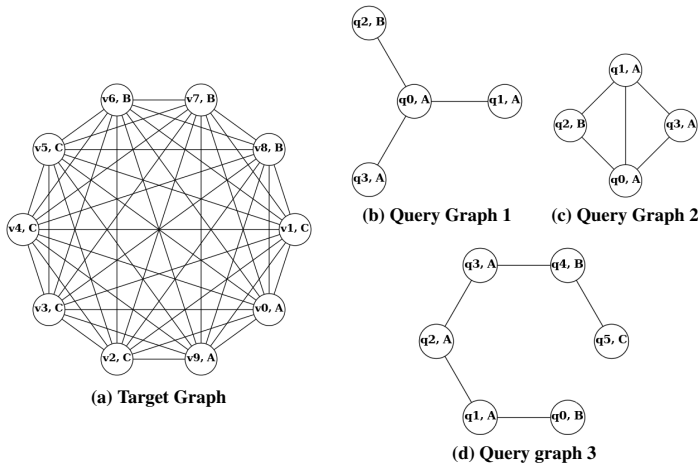 v6, B
v7, B
v5, C
v8, B
v4, C
v1, C
v3, C
v0, A
v2, C
v9, A
(a) Target Graph
q2, B
q0, A
q1, A
q3, A
(b) Query Graph 1
q1, A
q2, B
q3, A
q0, A
(c) Query Graph 2
q3, A
q4, B
q2, A
q5, C
q1, A
q0, B
(d) Query graph 3